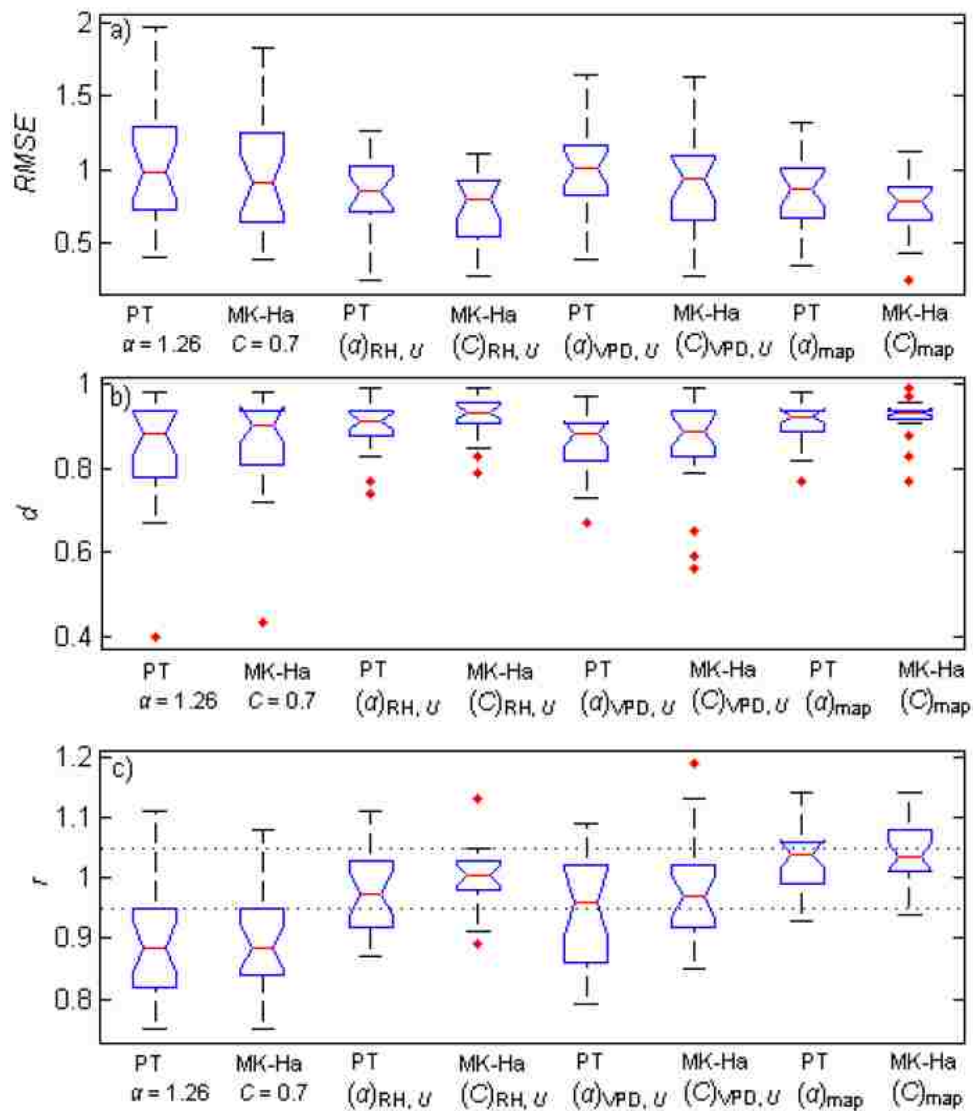 a)
2
1.5
1
0.5
RMSE
PT MK-Ha PT MK-Ha PT MK-Ha PT MK-Ha
α = 1.26 C = 0.7 (α)RH, U (C)RH, U (α)VPD, U (C)VPD, U (α)map (C)map
b)
1
0.8
0.6
0.4
d
PT MK-Ha PT MK-Ha PT MK-Ha PT MK-Ha
α = 1.26 C = 0.7 (α)RH, U (C)RH, U (α)VPD, U (C)VPD, U (α)map (C)map
c)
1.2
1.1
1
0.9
0.8
r
PT MK-Ha PT MK-Ha PT MK-Ha PT MK-Ha
α = 1.26 C = 0.7 (α)RH, U (C)RH, U (α)VPD, U (C)VPD, U (α)map (C)map